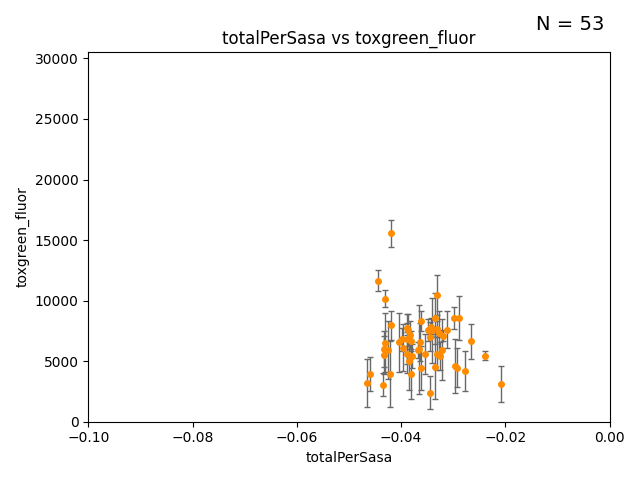 N = 53
totalPerSasa vs toxgreen_fluor
30000
25000
20000
15000
10000
5000
0
toxgreen_fluor
−0.10 −0.08 −0.06 −0.04 −0.02 0.00
totalPerSasa